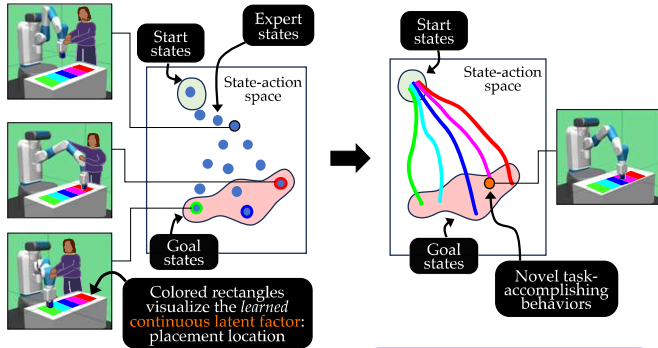 Start
states
Expert
states
State-action
space
Goal
states
Colored rectangles
visualize the learned
continuous latent factor:
placement location
Start
states
State-action
space
Goal
states
Novel task-
accomplishing
behaviors